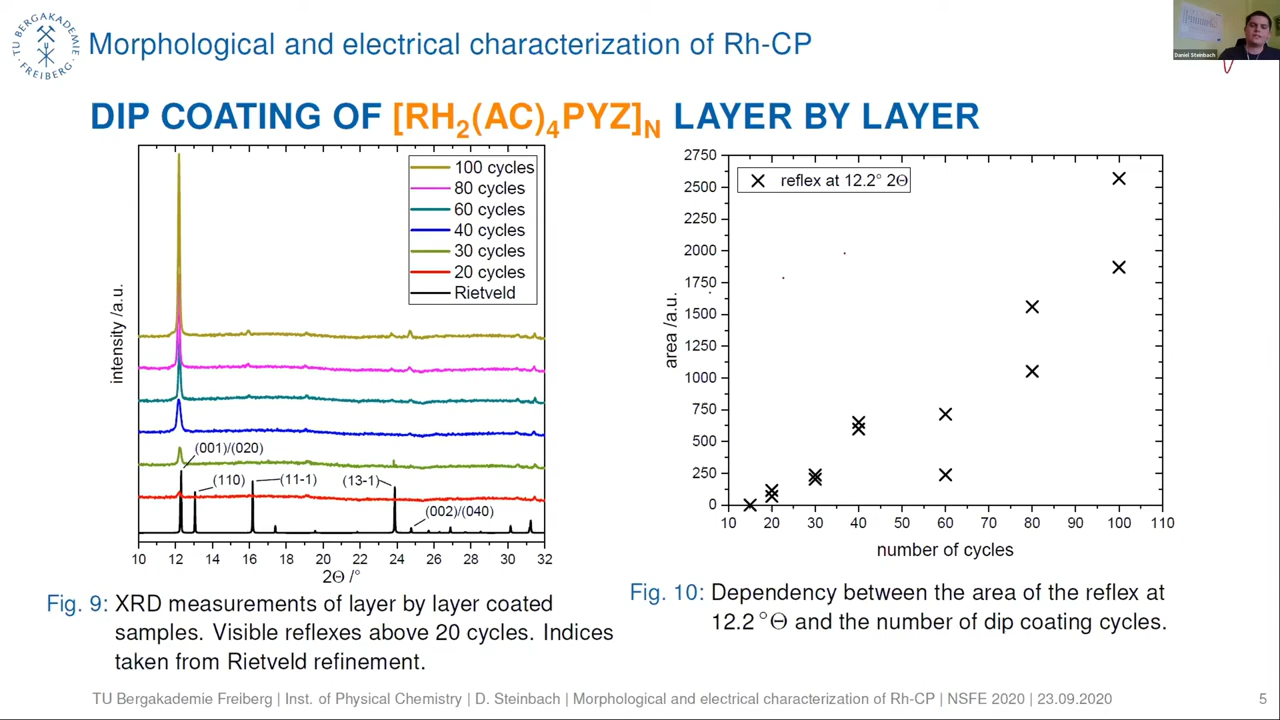 TU BERGAKADEMIE FREIBERG
Morphological and electrical characterization of Rh-CP
Daniel Steinbach
DIP COATING OF [RH2(AC)4PYZ]N LAYER BY LAYER
100 cycles
80 cycles
60 cycles
40 cycles
30 cycles
20 cycles
Rietveld
intensity /a.u.
(001)/(020)
(110)
(11-1)
(13-1)
(002)/(040)
10 12 14 16 18 20 22 24 26 28 30 32
2Θ /°
Fig. 9: XRD measurements of layer by layer coated
samples. Visible reflexes above 20 cycles. Indices
taken from Rietveld refinement.
reflex at 12.2° 2Θ
2750
2500
2250
2000
1750
1500
1250
1000
750
500
250
0
area /a.u.
10 20 30 40 50 60 70 80 90 100 110
number of cycles
Fig. 10: Dependency between the area of the reflex at
12.2°Θ and the number of dip coating cycles.
TU Bergakademie Freiberg | Inst. of Physical Chemistry | D. Steinbach | Morphological and electrical characterization of Rh-CP | NSFE 2020 | 23.09.2020
5